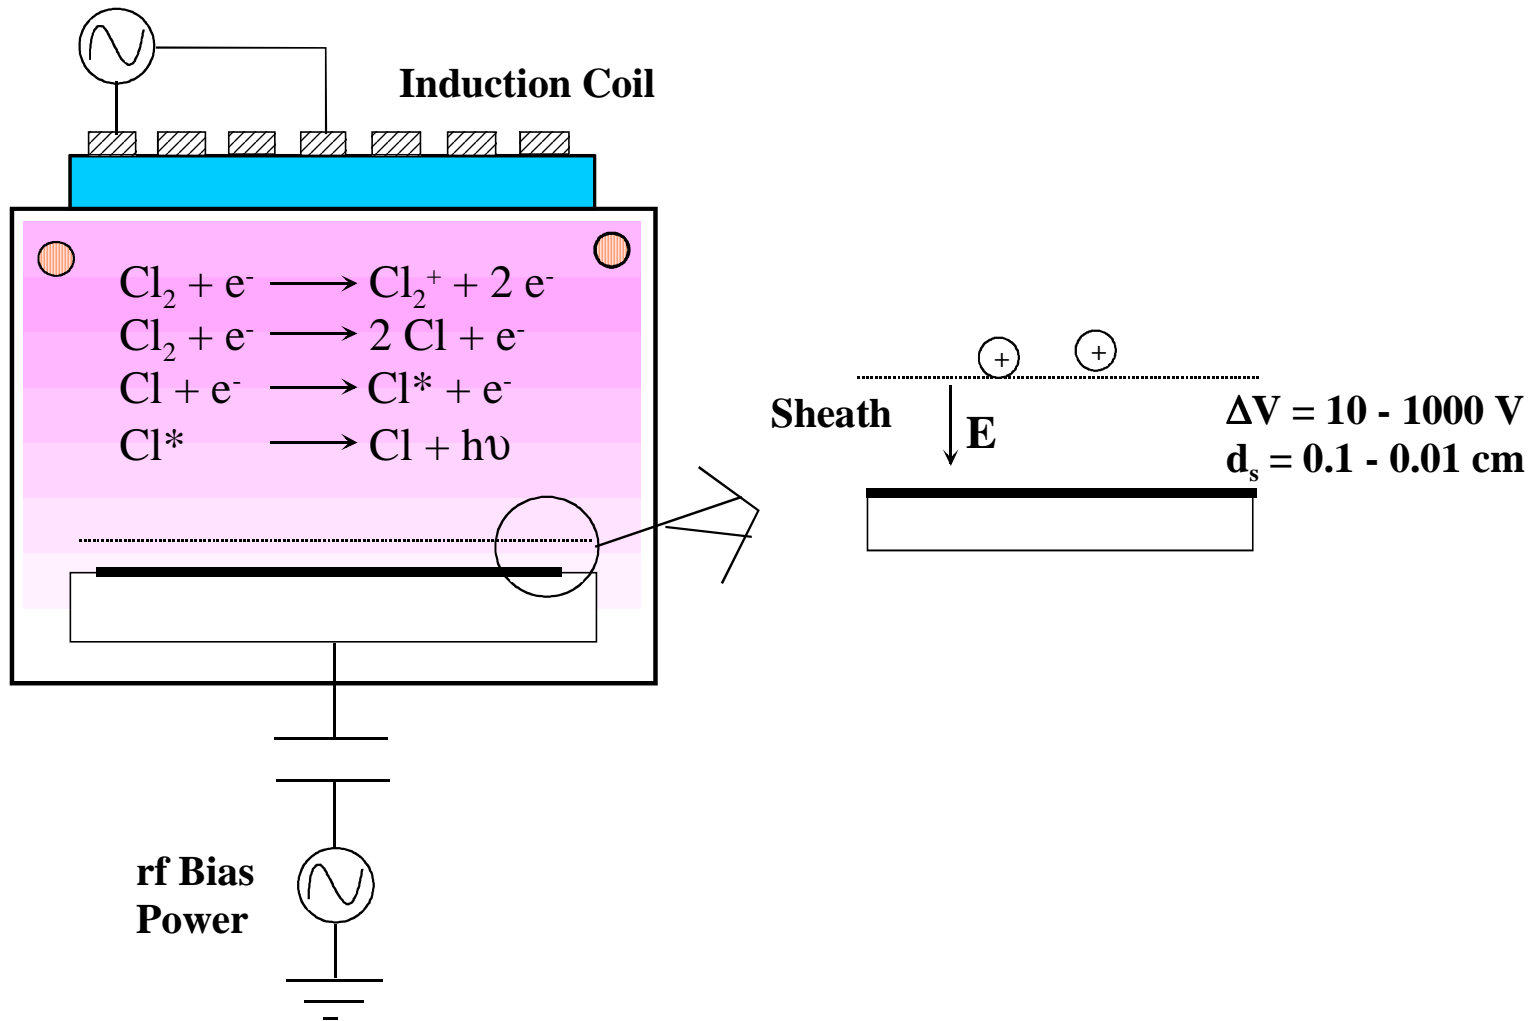 Induction Coil
Cl₂ + e⁻ ⟶ Cl₂⁺ + 2 e⁻
Cl₂ + e⁻ ⟶ 2 Cl + e⁻
Cl + e⁻ ⟶ Cl* + e⁻
Cl* ⟶ Cl + hυ
+ +
Sheath
E
ΔV = 10 - 1000 V
dₛ = 0.1 - 0.01 cm
rf Bias
Power